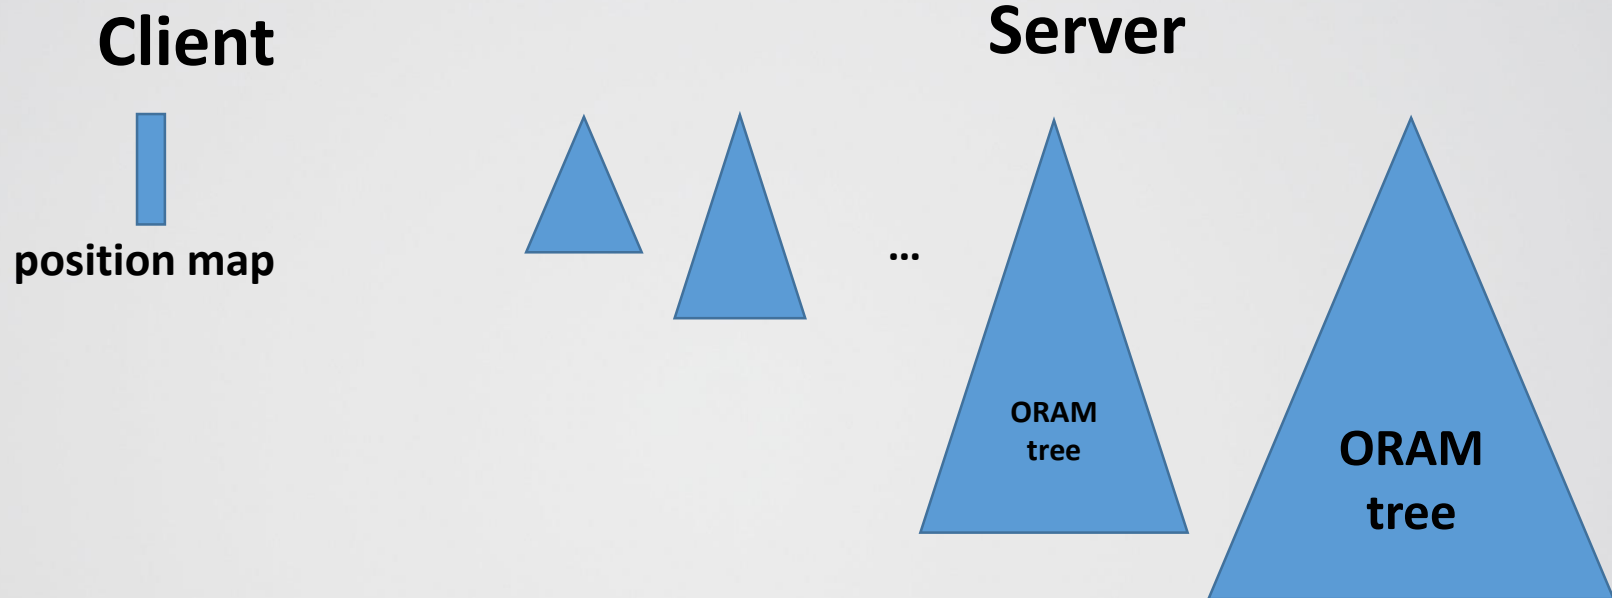 Client
Server
position map
...
ORAM
tree
ORAM
tree